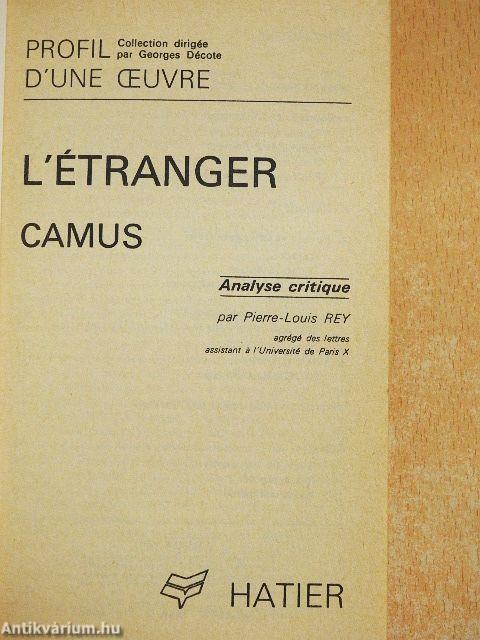 PROFIL Collection dirigée
par Georges Décote
D'UNE ŒUVRE
L'ÉTRANGER
CAMUS
Analyse critique
par Pierre-Louis REY
agrégé des lettres
assistant à l'Université de Paris X
HATIER
Antikvárium.hu